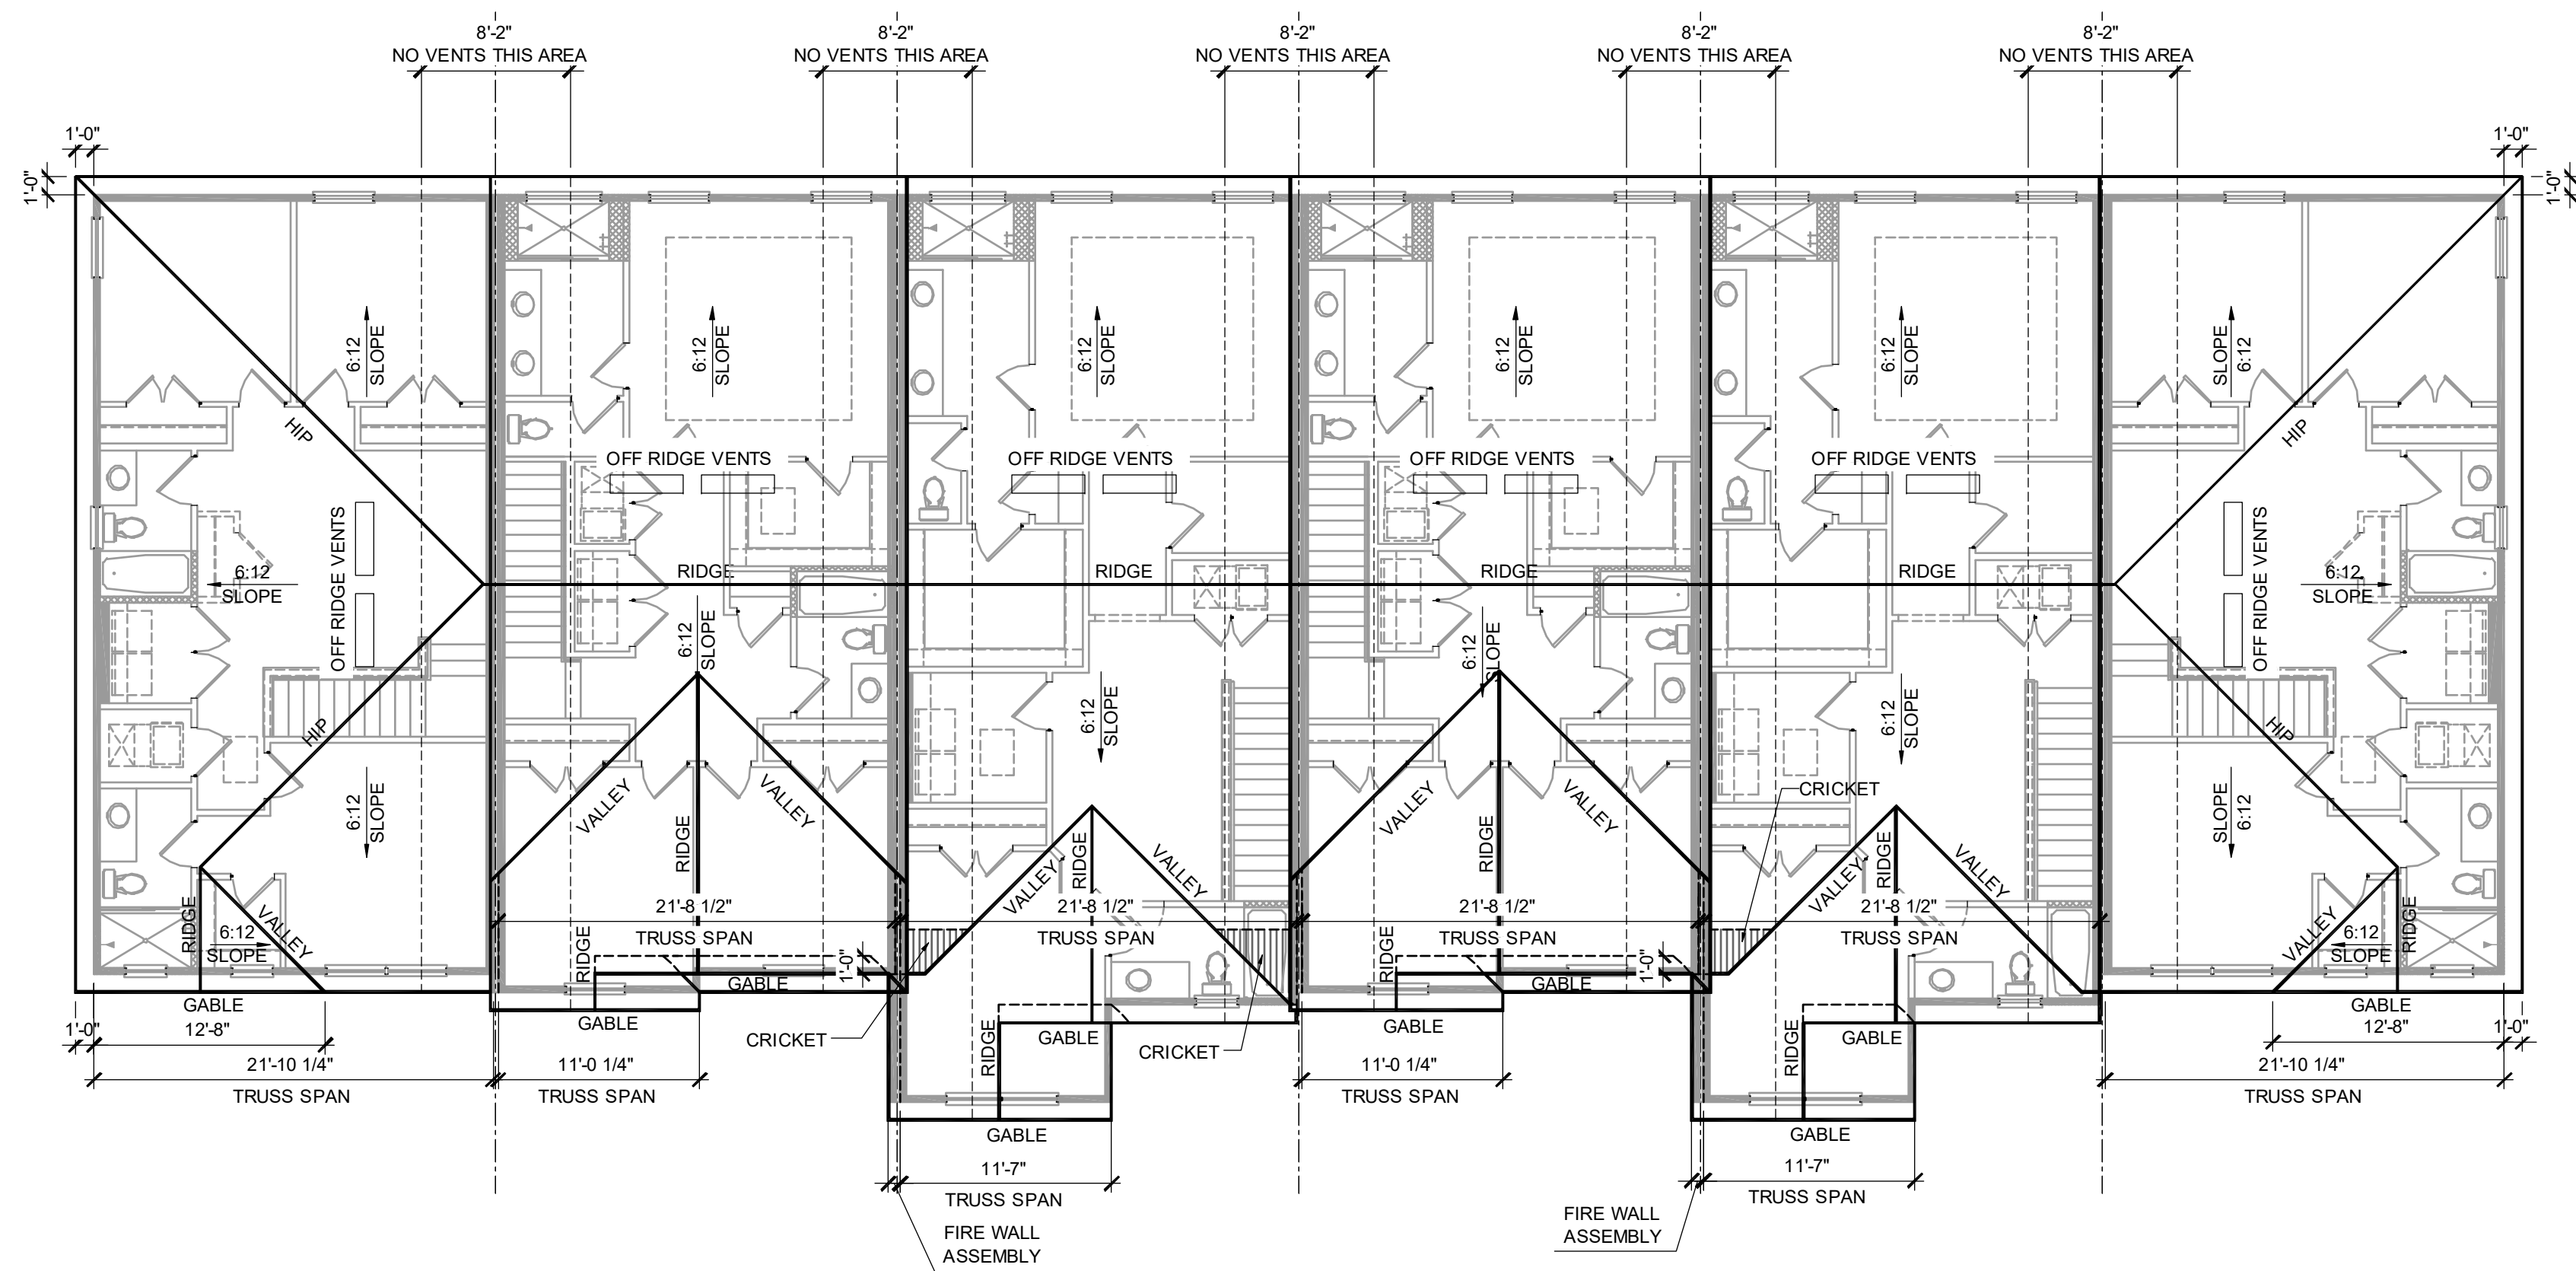 8'-2"
NO VENTS THIS AREA
8'-2"
NO VENTS THIS AREA
8'-2"
NO VENTS THIS AREA
8'-2"
NO VENTS THIS AREA
8'-2"
NO VENTS THIS AREA
1'-0"
1'-0"
1'-0"
1'-0"
6:12
SLOPE
6:12
SLOPE
6:12
SLOPE
6:12
SLOPE
6:12
SLOPE
SLOPE
6:12
HIP
HIP
OFF RIDGE VENTS
OFF RIDGE VENTS
OFF RIDGE VENTS
OFF RIDGE VENTS
OFF RIDGE VENTS
OFF RIDGE VENTS
6:12
SLOPE
RIDGE
RIDGE
RIDGE
RIDGE
6:12
SLOPE
6:12
SLOPE
6:12
SLOPE
6:12
SLOPE
6:12
SLOPE
HIP
HIP
6:12
SLOPE
SLOPE
6:12
VALLEY
VALLEY
VALLEY
VALLEY
CRICKET
RIDGE
RIDGE
RIDGE
RIDGE
VALLEY
VALLEY
VALLEY
VALLEY
21'-8 1/2"
TRUSS SPAN
21'-8 1/2"
TRUSS SPAN
21'-8 1/2"
TRUSS SPAN
21'-8 1/2"
TRUSS SPAN
RIDGE
VALLEY
6:12
SLOPE
RIDGE
1'-0"
RIDGE
1'-0"
VALLEY
6:12
SLOPE
RIDGE
GABLE
GABLE
GABLE
GABLE
12'-8"
1'-0"
GABLE
GABLE
GABLE
12'-8"
1'-0"
RIDGE
GABLE
RIDGE
GABLE
CRICKET
CRICKET
21'-10 1/4"
TRUSS SPAN
11'-0 1/4"
TRUSS SPAN
11'-0 1/4"
TRUSS SPAN
21'-10 1/4"
TRUSS SPAN
GABLE
GABLE
11'-7"
TRUSS SPAN
11'-7"
TRUSS SPAN
FIRE WALL
ASSEMBLY
FIRE WALL
ASSEMBLY